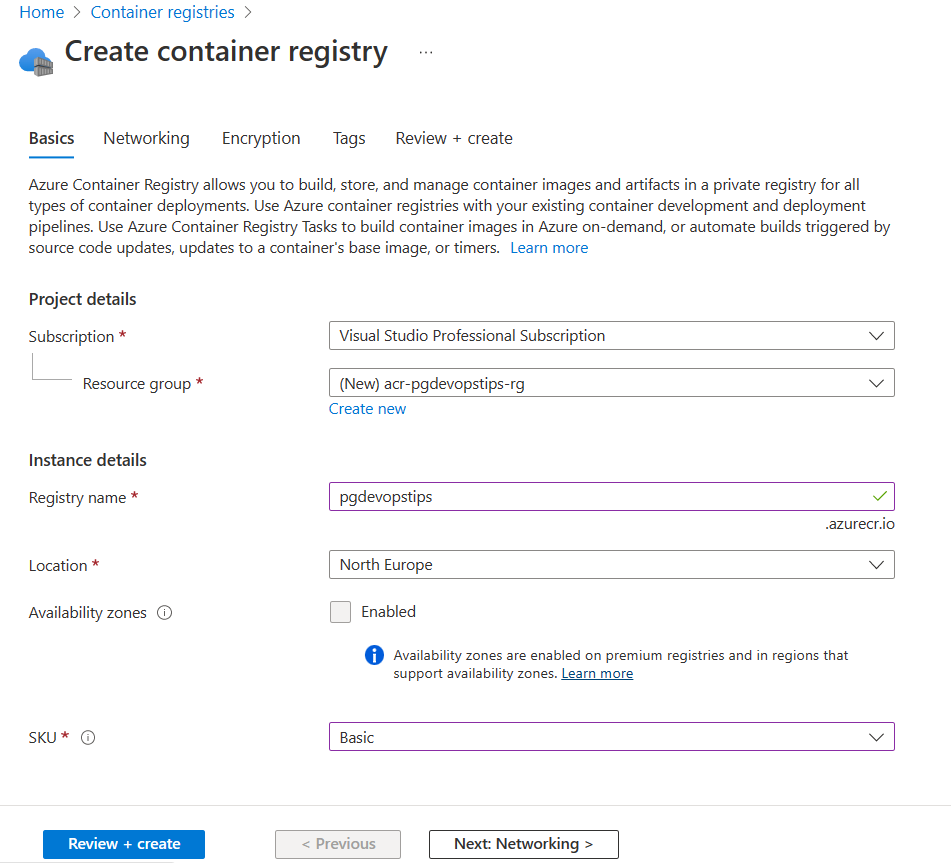 Home > Container registries >
Create container registry ...
Basics Networking Encryption Tags Review + create
Azure Container Registry allows you to build, store, and manage container images and artifacts in a private registry for all
types of container deployments. Use Azure container registries with your existing container development and deployment
pipelines. Use Azure Container Registry Tasks to build container images in Azure on-demand, or automate builds triggered by
source code updates, updates to a container's base image, or timers. Learn more
Project details
Subscription * Visual Studio Professional Subscription
Resource group * (New) acr-pgdevopstips-rg
Create new
Instance details
Registry name * pgdevopstips
.azurecr.io
Location * North Europe
Availability zones Enabled
Availability zones are enabled on premium registries and in regions that
support availability zones. Learn more
SKU * Basic
Review + create < Previous Next: Networking >